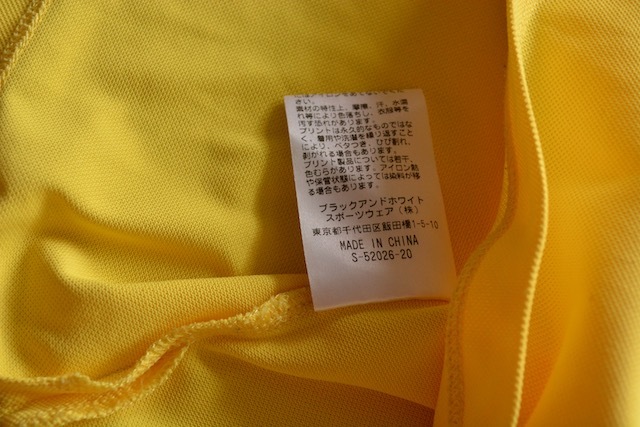 さい。
素材の特性上、摩擦、汗、水濡
れ等により色落ちし、衣服等を
汚す恐れがあります。
プリントは永久的なものではな
く、着用や洗濯を繰り返すこと
により、ベタつき、ひび割れ、
剥がれる場合もあります。
プリント製品については若干、
色むらがあります。アイロン熱
や保管状態によっては染料が移
る場合もあります。
ブラックアンドホワイト
スポーツウェア(株)
東京都千代田区飯田橋1-5-10
MADE IN CHINA
S-52026-20